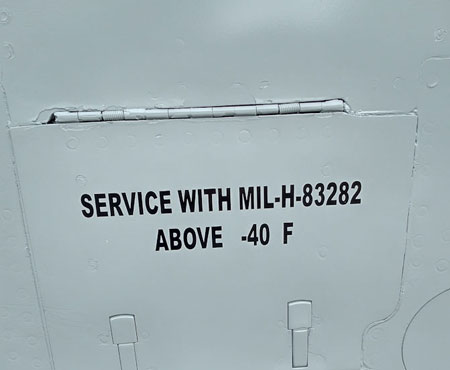 SERVICE WITH MIL-H-83282
ABOVE -40 F